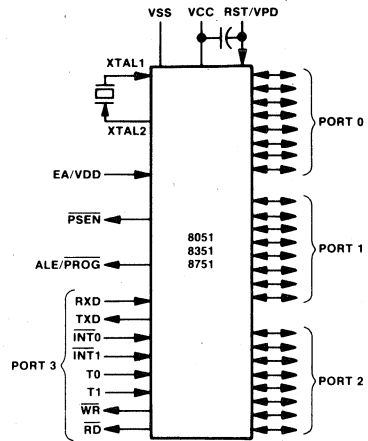 VSS VCC RST/VPD
XTAL1
XTAL2
PORT 0
EA/VDD
PSEN
8051
8351
8751
PORT 1
ALE/PROG
RXD
TXD
INT0
INT1
PORT 3
T0
T1
WR
RD
PORT 2